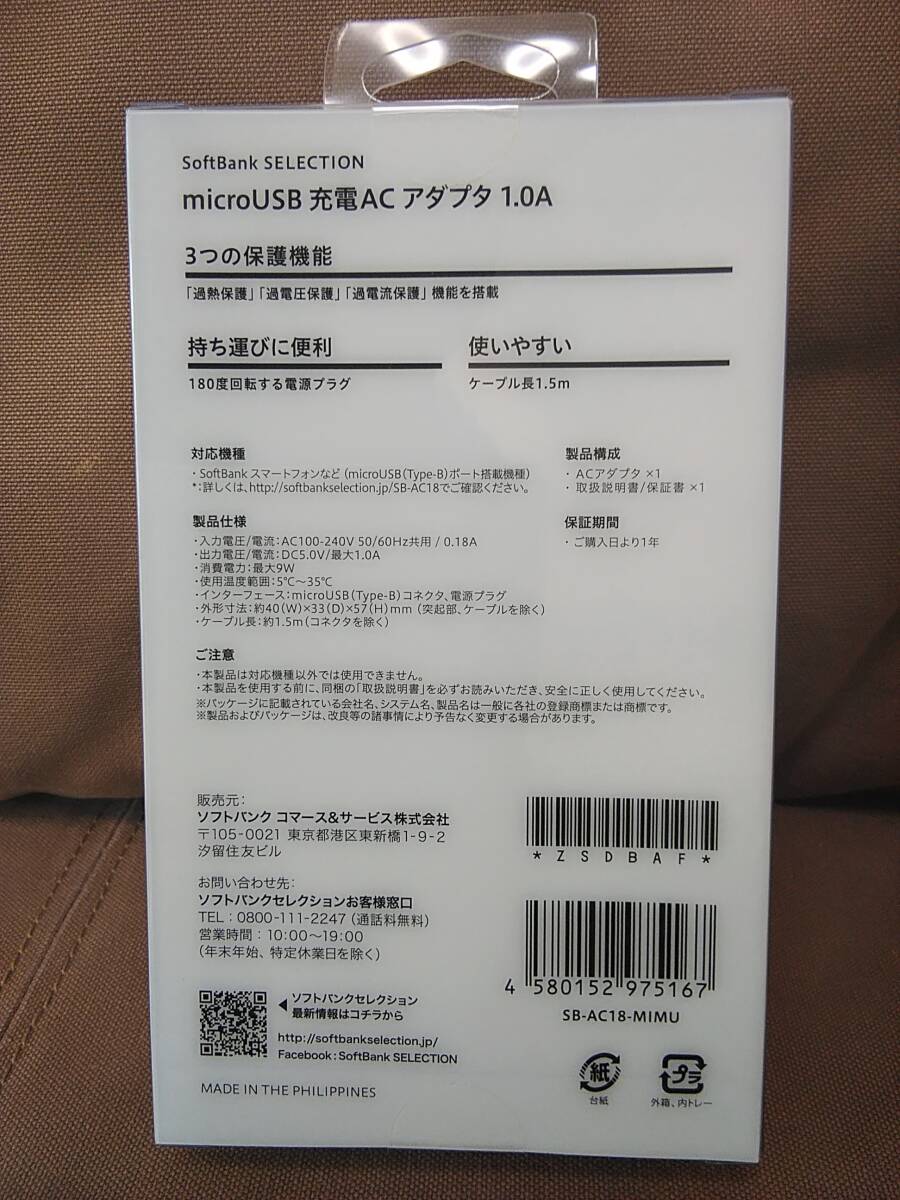 SoftBank SELECTION
microUSB 充電AC アダプタ 1.0A
3つの保護機能
「過熱保護」「過電圧保護」「過電流保護」機能を搭載
持ち運びに便利
180度回転する電源プラグ
使いやすい
ケーブル長1.5m
対応機種
・SoftBank スマートフォンなど (microUSB(Type-B)ポート搭載機種)
*:詳しくは、http://softbankselection.jp/SB-AC18でご確認ください。
製品構成
・ACアダプタ ×1
・取扱説明書/保証書 ×1
製品仕様
・入力電圧/電流:AC100-240V 50/60Hz共用 / 0.18A
・出力電圧/電流:DC5.0V/最大1.0A
・消費電力:最大9W
・使用温度範囲:5℃〜35℃
・インターフェース:microUSB(Type-B)コネクタ、電源プラグ
・外形寸法:約40(W)×33(D)×57(H)mm (突起部、ケーブルを除く)
・ケーブル長:約1.5m(コネクタを除く)
保証期間
・ご購入日より1年
ご注意
・本製品は対応機種以外では使用できません。
・本製品を使用する前に、同梱の「取扱説明書」を必ずお読みいただき、安全に正しく使用してください。
※パッケージに記載されている会社名、システム名、製品名は一般に各社の登録商標または商標です。
※製品およびパッケージは、改良等の諸事情により予告なく変更する場合があります。
販売元:
ソフトバンク コマース&サービス株式会社
〒105-0021 東京都港区東新橋1-9-2
汐留住友ビル
お問い合わせ先:
ソフトバンクセレクションお客様窓口
TEL:0800-111-2247(通話料無料)
営業時間:10:00〜19:00
(年末年始、特定休業日を除く)
ソフトバンクセレクション
最新情報はコチラから
http://softbankselection.jp/
Facebook:SoftBank SELECTION
MADE IN THE PHILIPPINES
*ZSDBAF*
4 580152 975167
SB-AC18-MIMU
紙
台紙
プラ
外箱、内トレー